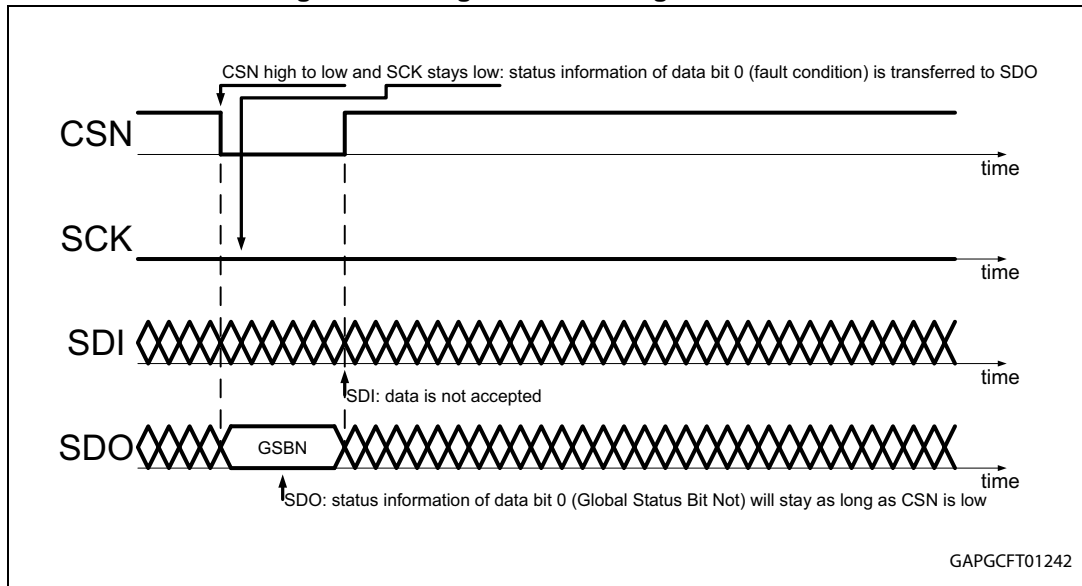 CSN high to low and SCK stays low: status information of data bit 0 (fault condition) is transferred to SDO
CSN
time
SCK
time
SDI
time
SDI: data is not accepted
SDO
GSBN
time
SDO: status information of data bit 0 (Global Status Bit Not) will stay as long as CSN is low
GAPGCFT01242